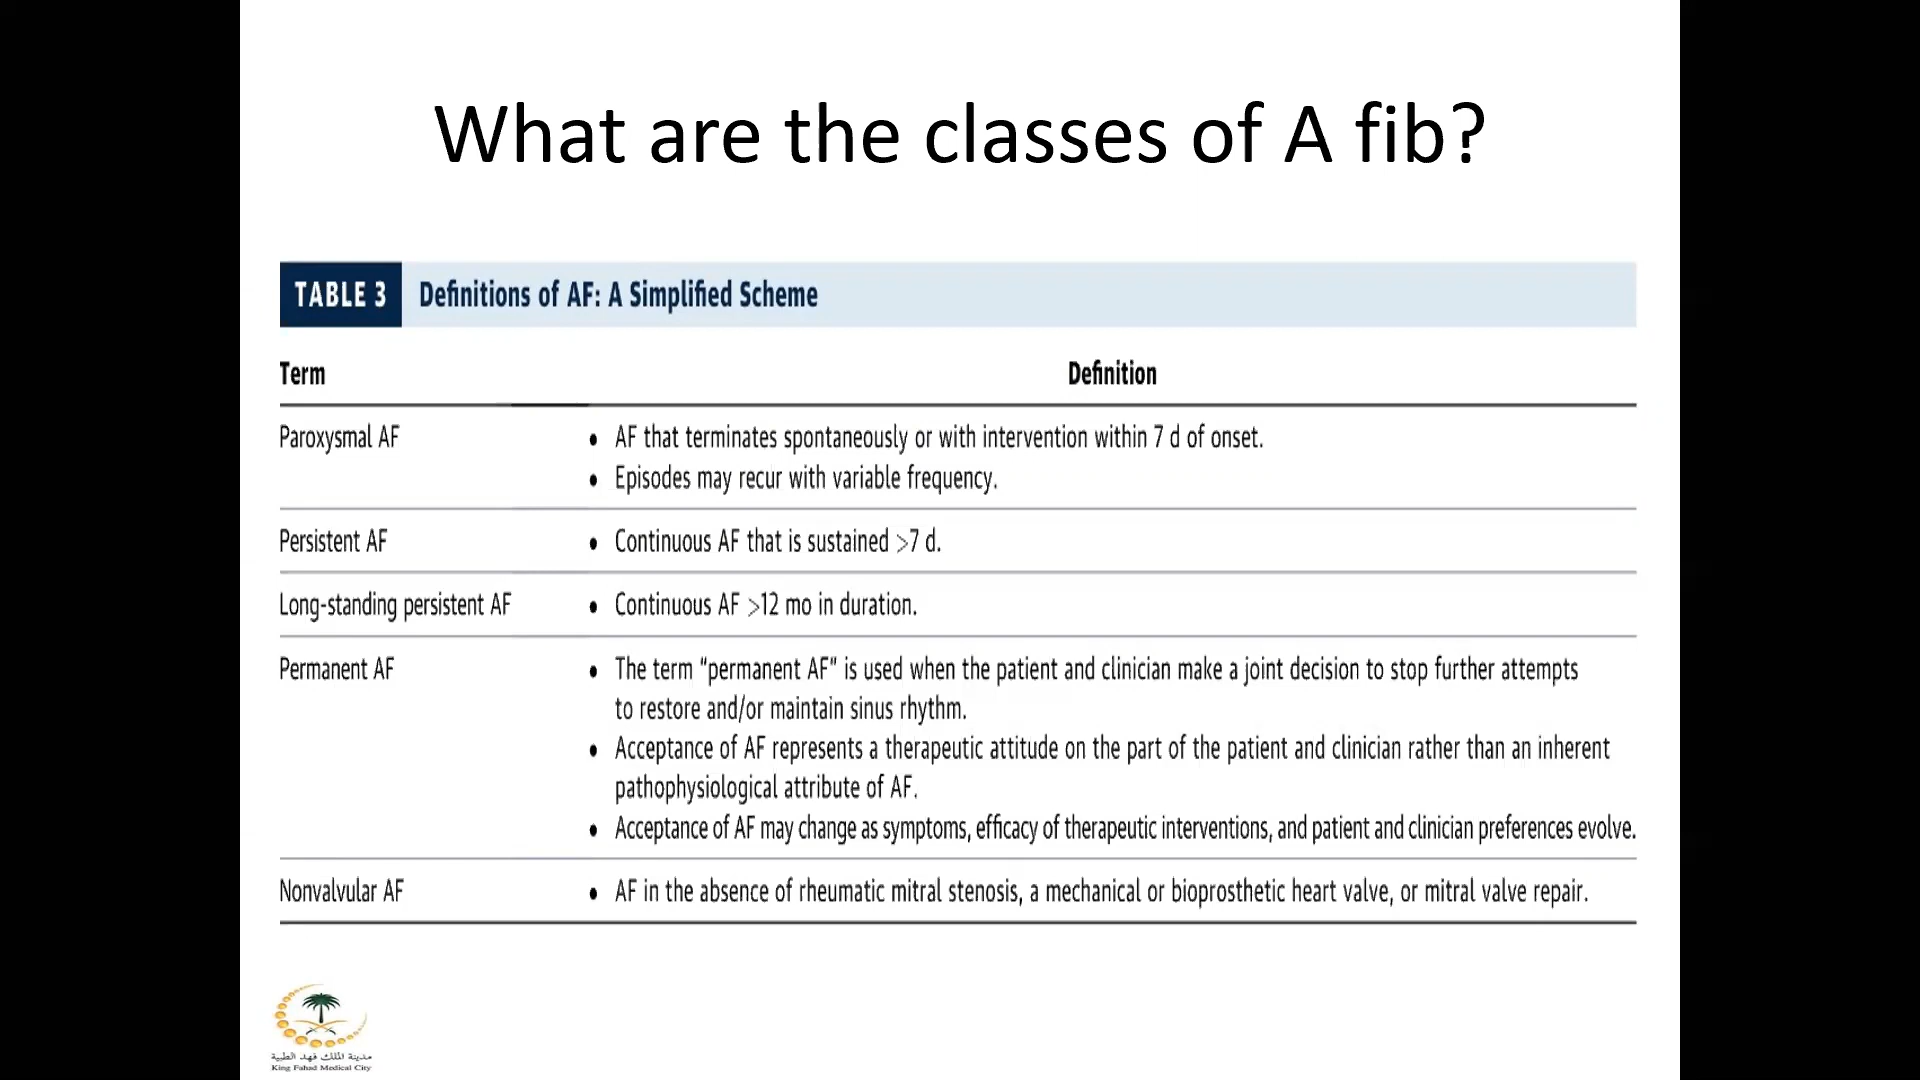 What are the classes of A fib?
TABLE 3 Definitions of AF: A Simplified Scheme
Term Definition
Paroxysmal AF • AF that terminates spontaneously or with intervention within 7 d of onset.
• Episodes may recur with variable frequency.
Persistent AF • Continuous AF that is sustained >7 d.
Long-standing persistent AF • Continuous AF >12 mo in duration.
Permanent AF • The term “permanent AF” is used when the patient and clinician make a joint decision to stop further attempts
to restore and/or maintain sinus rhythm.
• Acceptance of AF represents a therapeutic attitude on the part of the patient and clinician rather than an inherent
pathophysiological attribute of AF.
• Acceptance of AF may change as symptoms, efficacy of therapeutic interventions, and patient and clinician preferences evolve.
Nonvalvular AF • AF in the absence of rheumatic mitral stenosis, a mechanical or bioprosthetic heart valve, or mitral valve repair.
مدينة الملك فهد الطبية
King Fahad Medical City